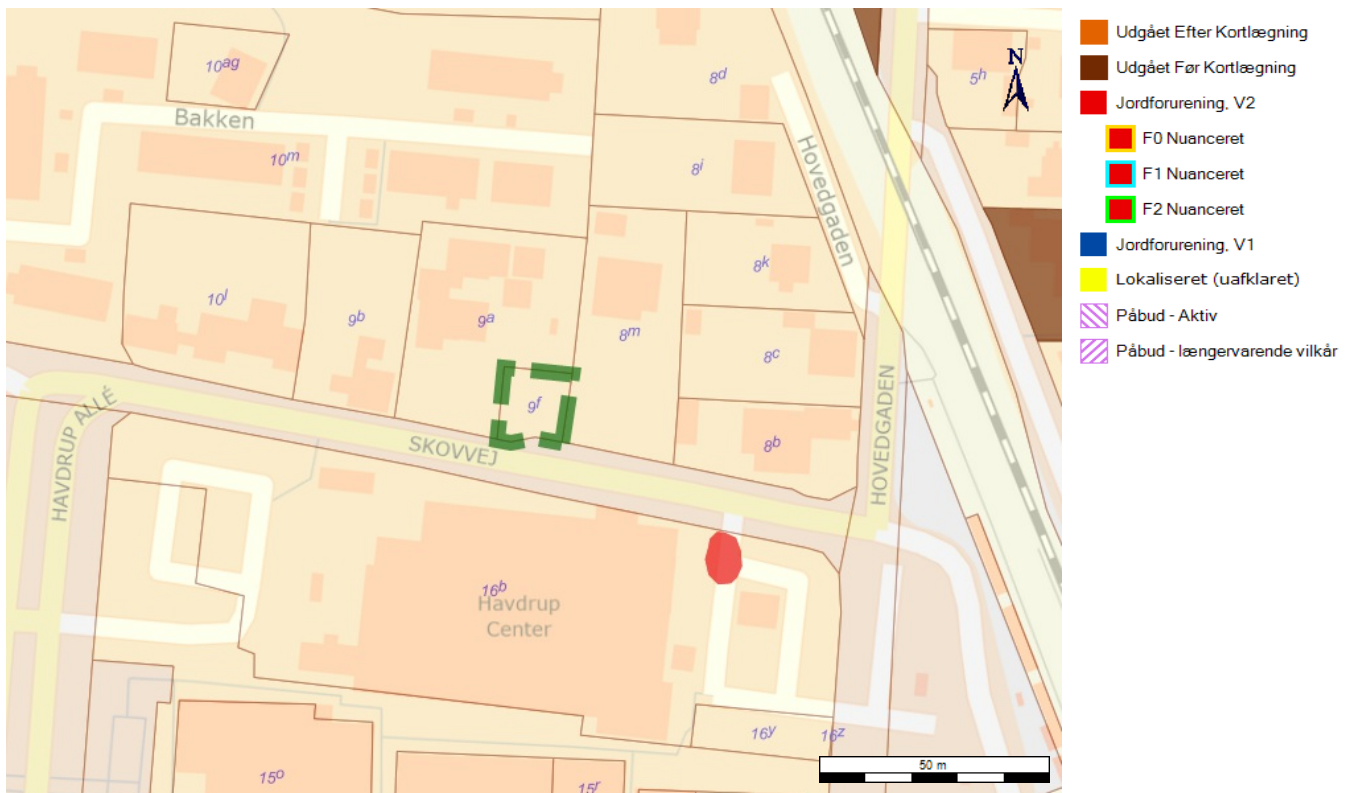 10ag
8d
5h
N
Bakken
10m
8i
Hovedgaden
10l
9b
9a
8m
8k
8c
9f
8b
HAVDRUP ALLÉ
SKOVVEJ
HOVEDGADEN
16b
Havdrup
Center
16y
16z
15o
15r
50 m
Udgået Efter Kortlægning
Udgået Før Kortlægning
Jordforurening, V2
F0 Nuanceret
F1 Nuanceret
F2 Nuanceret
Jordforurening, V1
Lokaliseret (uafklaret)
Påbud - Aktiv
Påbud - længervarende vilkår